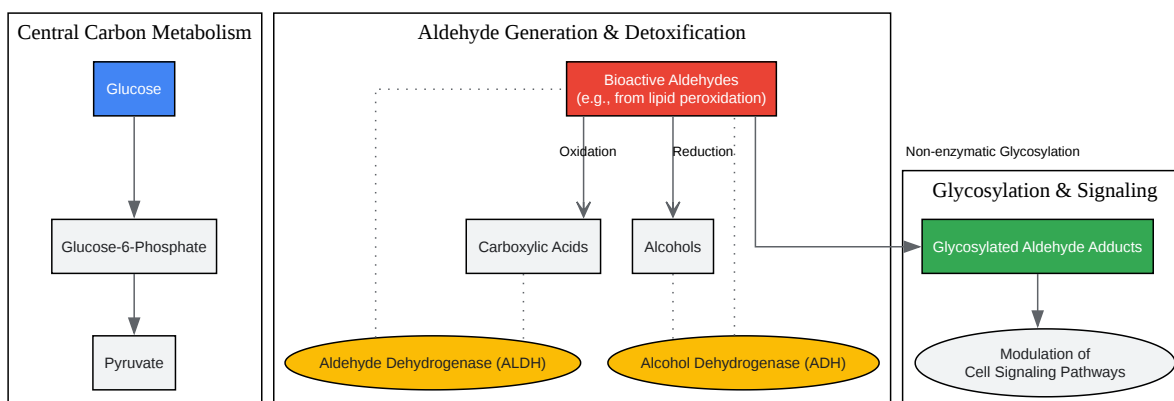 Central Carbon Metabolism
Glucose
Glucose-6-Phosphate
Pyruvate
Aldehyde Generation & Detoxification
Bioactive Aldehydes
(e.g., from lipid peroxidation)
Oxidation
Reduction
Carboxylic Acids
Alcohols
Aldehyde Dehydrogenase (ALDH)
Alcohol Dehydrogenase (ADH)
Non-enzymatic Glycosylation
Glycosylation & Signaling
Glycosylated Aldehyde Adducts
Modulation of
Cell Signaling Pathways